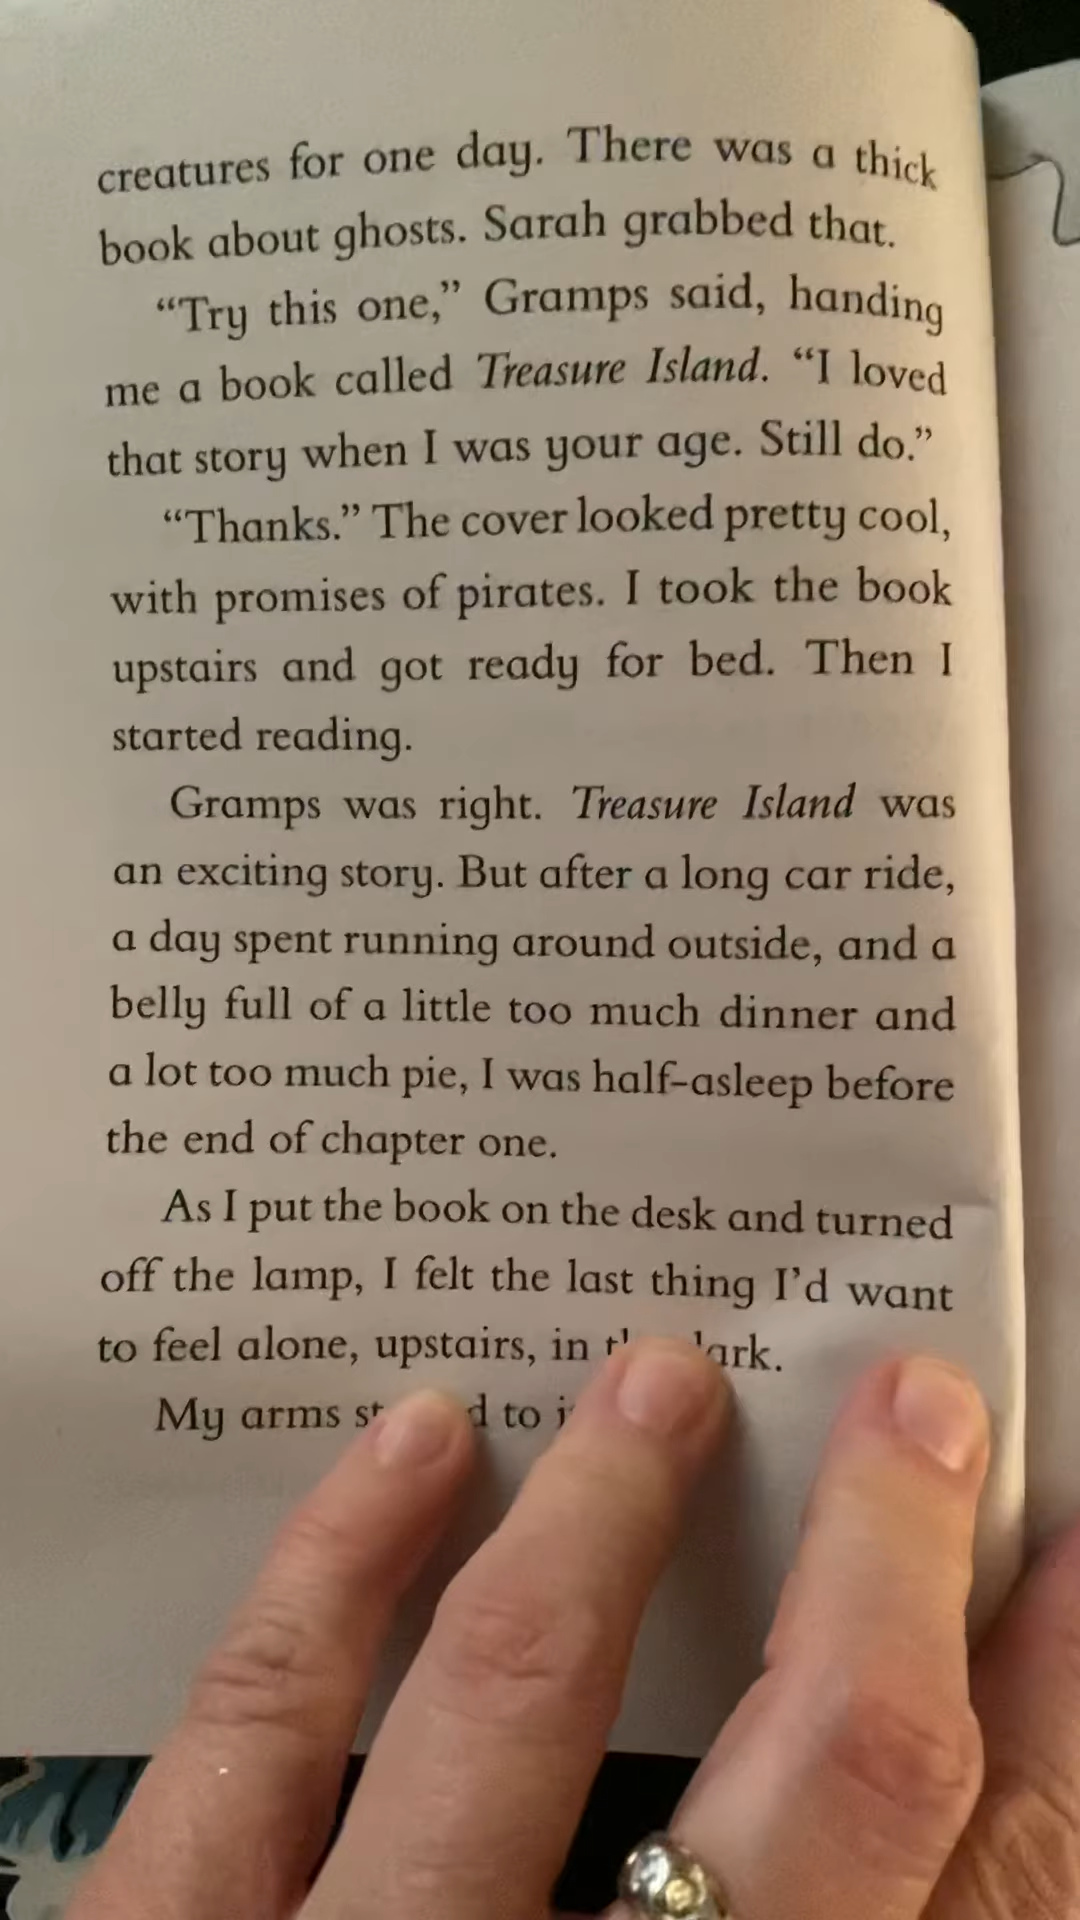 creatures for one day. There was a thick
book about ghosts. Sarah grabbed that.
“Try this one,” Gramps said, handing
me a book called Treasure Island. “I loved
that story when I was your age. Still do.”
“Thanks.” The cover looked pretty cool,
with promises of pirates. I took the book
upstairs and got ready for bed. Then I
started reading.
Gramps was right. Treasure Island was
an exciting story. But after a long car ride,
a day spent running around outside, and a
belly full of a little too much dinner and
a lot too much pie, I was half-asleep before
the end of chapter one.
As I put the book on the desk and turned
off the lamp, I felt the last thing I’d want
to feel alone, upstairs, in
My arms to